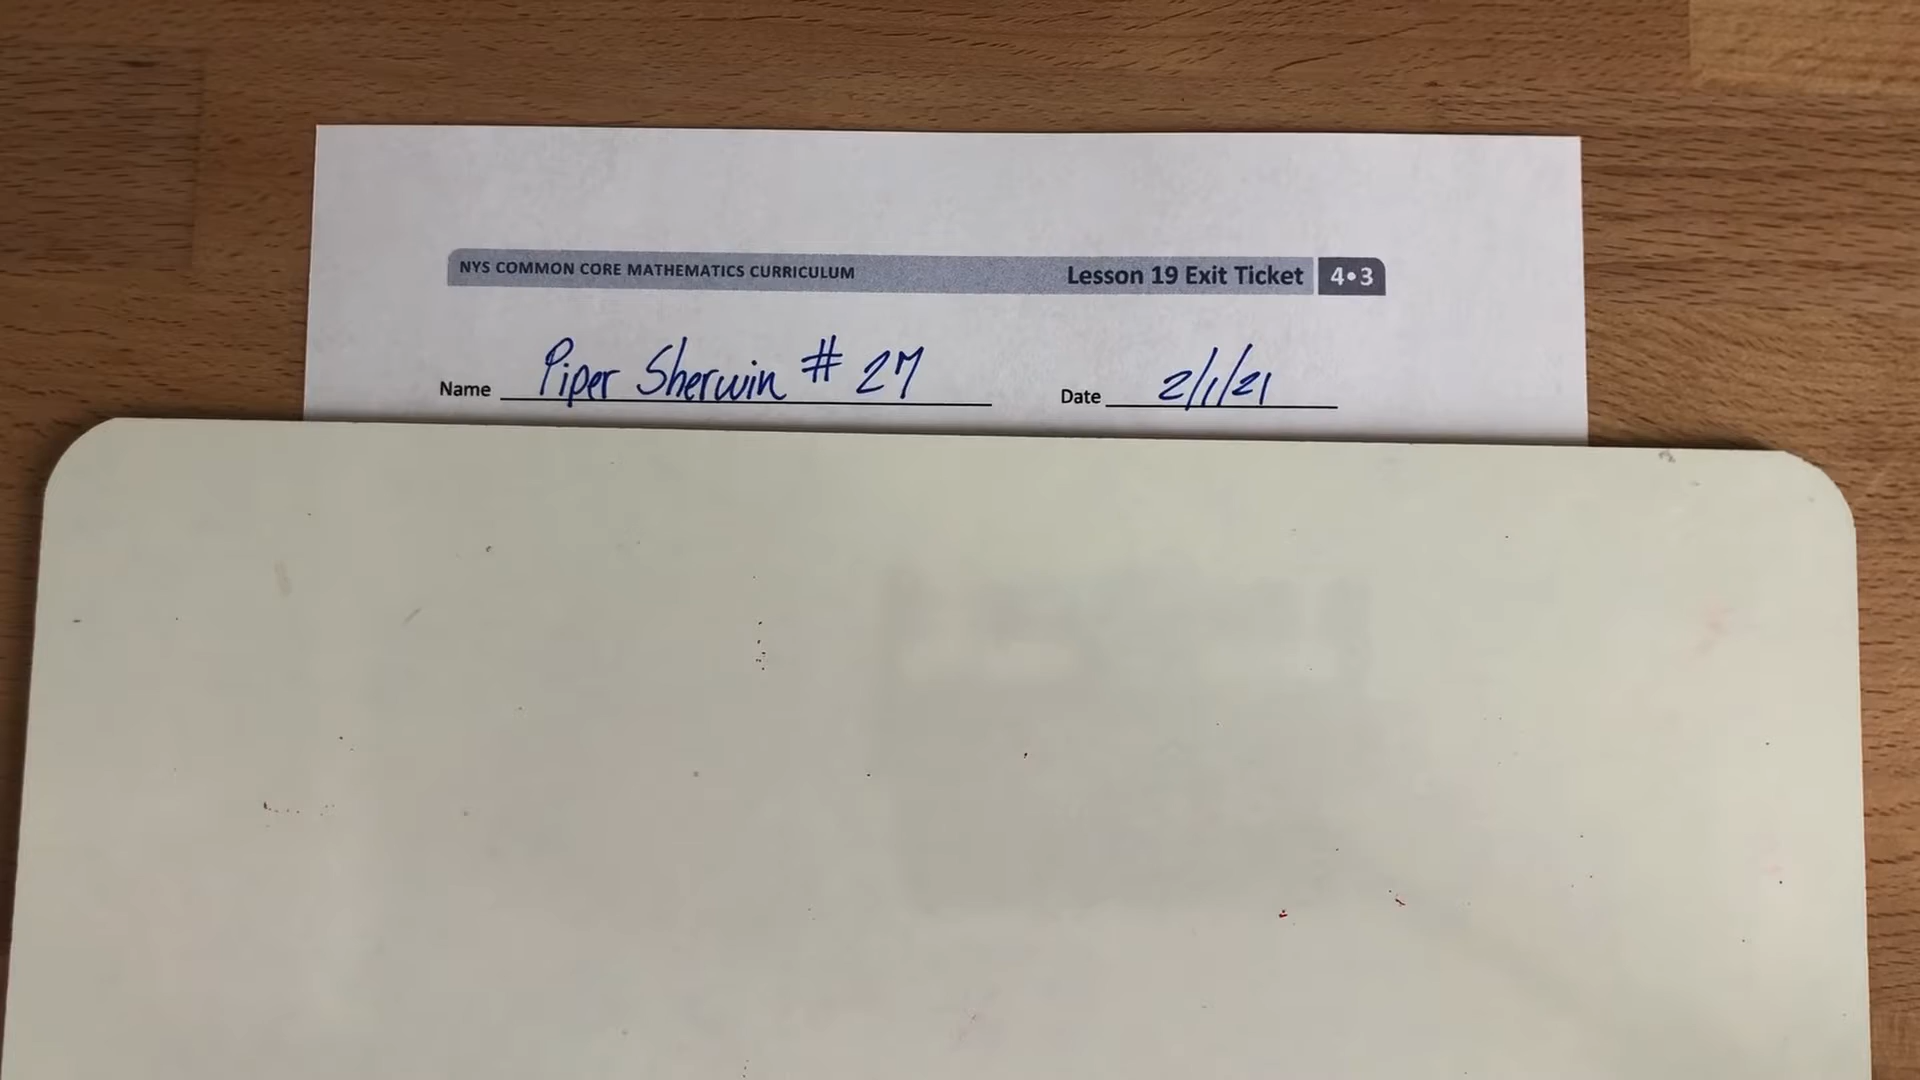 NYS COMMON CORE MATHEMATICS CURRICULUM Lesson 19 Exit Ticket 4•3
Name Piper Sherwin # 27 Date 2/1/21